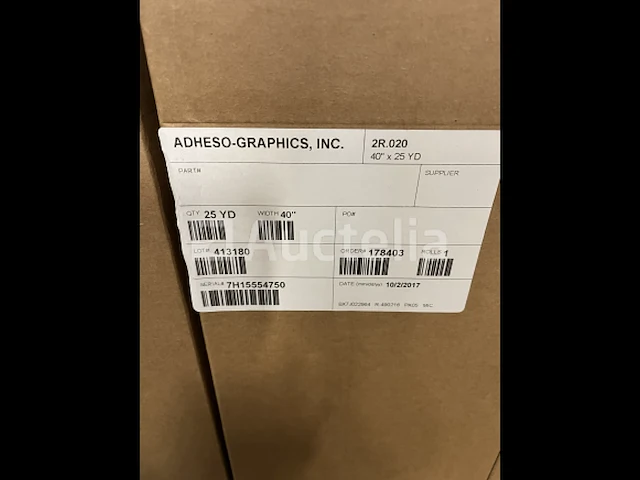 ADHESO-GRAPHICS, INC.
2R.020
40" x 25 YD
PART#
SUPPLIER
QTY 25 YD
WIDTH 40"
PO#
Auctelia
LOT# 413180
ORDER# 178403
ROLLS 1
SERIAL# 7H15554750
DATE (mm/dd/yy) 10/2/2017